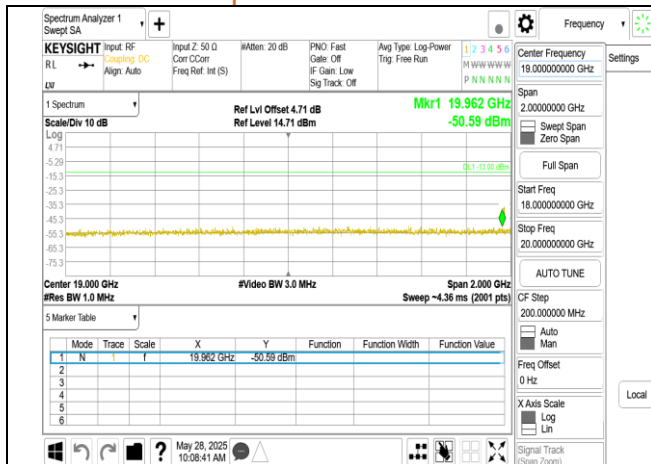 Spectrum Analyzer 1
Swept SA
+
Frequency
KEYSIGHT
Input: RF
Coupling: DC
Align: Auto
Input Z: 50 Ω
Corr CCorr
Freq Ref: Int (S)
#Atten: 20 dB
PNO: Fast
Gate: Off
IF Gain: Low
Sig Track: Off
Avg Type: Log-Power
Trig: Free Run
1 2 3 4 5 6
M W W W W W
P N N N N N
RL
LXI
Center Frequency
19.000000000 GHz
Settings
Span
2.00000000 GHz
Swept Span
Zero Span
Full Span
Start Freq
18.000000000 GHz
Stop Freq
20.000000000 GHz
AUTO TUNE
CF Step
200.000000 MHz
Auto
Man
Freq Offset
0 Hz
X Axis Scale
Log
Lin
Local
Signal Track
(Span Zoom)
1 Spectrum
Scale/Div 10 dB
Ref Lvl Offset 4.71 dB
Ref Level 14.71 dBm
Mkr1 19.962 GHz
-50.59 dBm
Log
4.71
-5.29
-15.3
-25.3
-35.3
-45.3
-55.3
-65.3
-75.3
DL1 -13.00 dBm
Center 19.000 GHz
#Res BW 1.0 MHz
#Video BW 3.0 MHz
Span 2.000 GHz
Sweep ~4.36 ms (2001 pts)
5 Marker Table
Mode Trace Scale X Y Function Function Width Function Value
1 N 1 f 19.962 GHz -50.59 dBm
2
3
4
5
6
?
May 28, 2025
10:08:41 AM